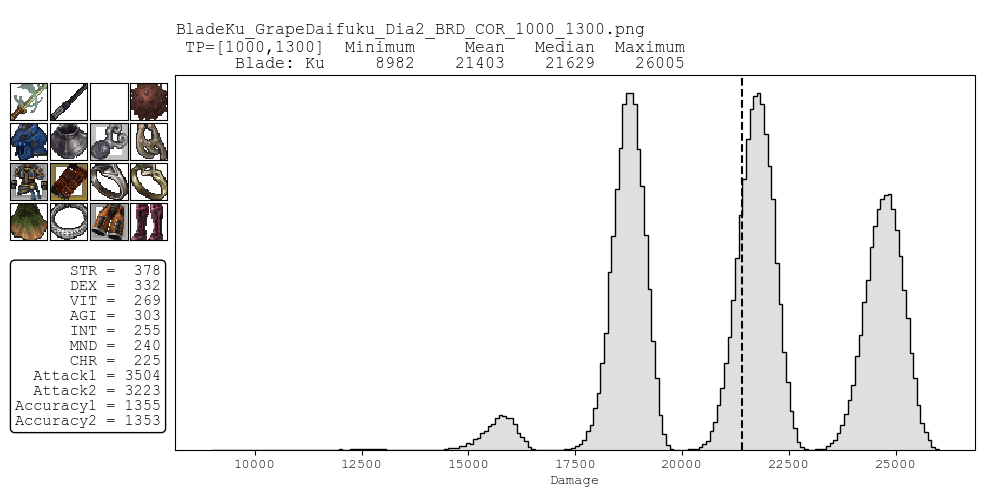 BladeKu_GrapeDaifuku_Dia2_BRD_COR_1000_1300.png
TP=[1000,1300] Minimum Mean Median Maximum
Blade: Ku 8982 21403 21629 26005
STR = 378
DEX = 332
VIT = 269
AGI = 303
INT = 255
MND = 240
CHR = 225
Attack1 = 3504
Attack2 = 3223
Accuracy1 = 1355
Accuracy2 = 1353
10000 12500 15000 17500 20000 22500 25000
Damage